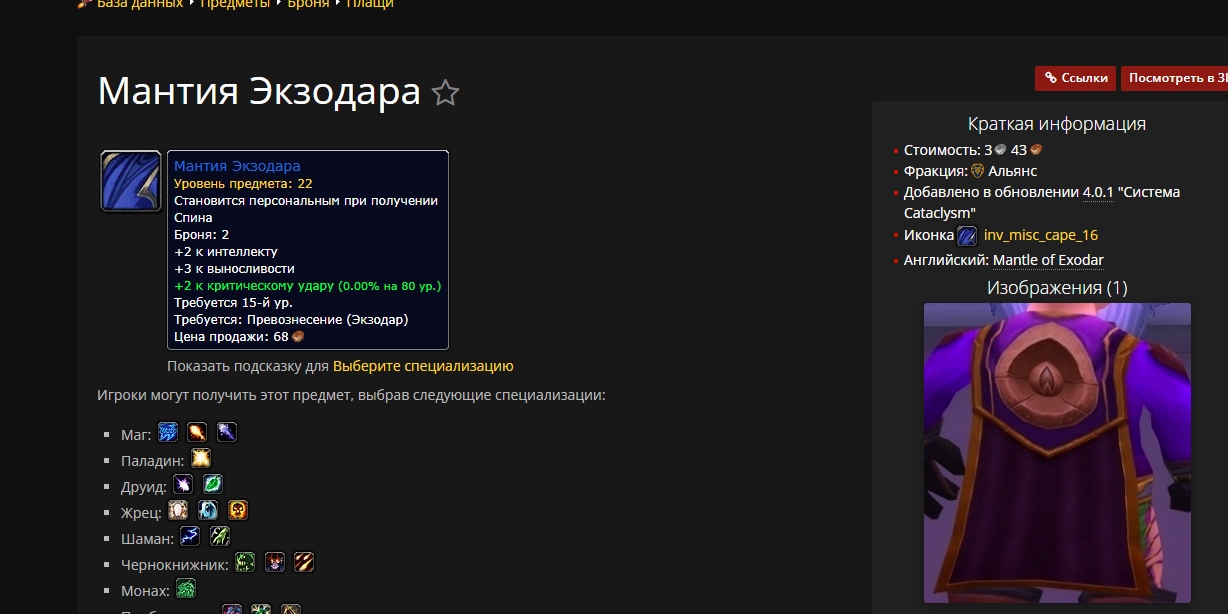 База данных Предметы Броня Плащи
Мантия Экзодара
Ссылки
Посмотреть в 3
Мантия Экзодара
Уровень предмета: 22
Становится персональным при получении
Спина
Броня: 2
+2 к интеллекту
+3 к выносливости
+2 к критическому удару (0.00% на 80 ур.)
Требуется 15-й ур.
Требуется: Превознесение (Экзодар)
Цена продажи: 68
Показать подсказку для Выберите специализацию
Игроки могут получить этот предмет, выбрав следующие специализации:
Маг:
Паладин:
Друид:
Жрец:
Шаман:
Чернокнижник:
Монах:
Краткая информация
Стоимость: 3 43
Фракция: Альянс
Добавлено в обновлении 4.0.1 "Система
Cataclysm"
Иконка inv_misc_cape_16
Английский: Mantle of Exodar
Изображения (1)